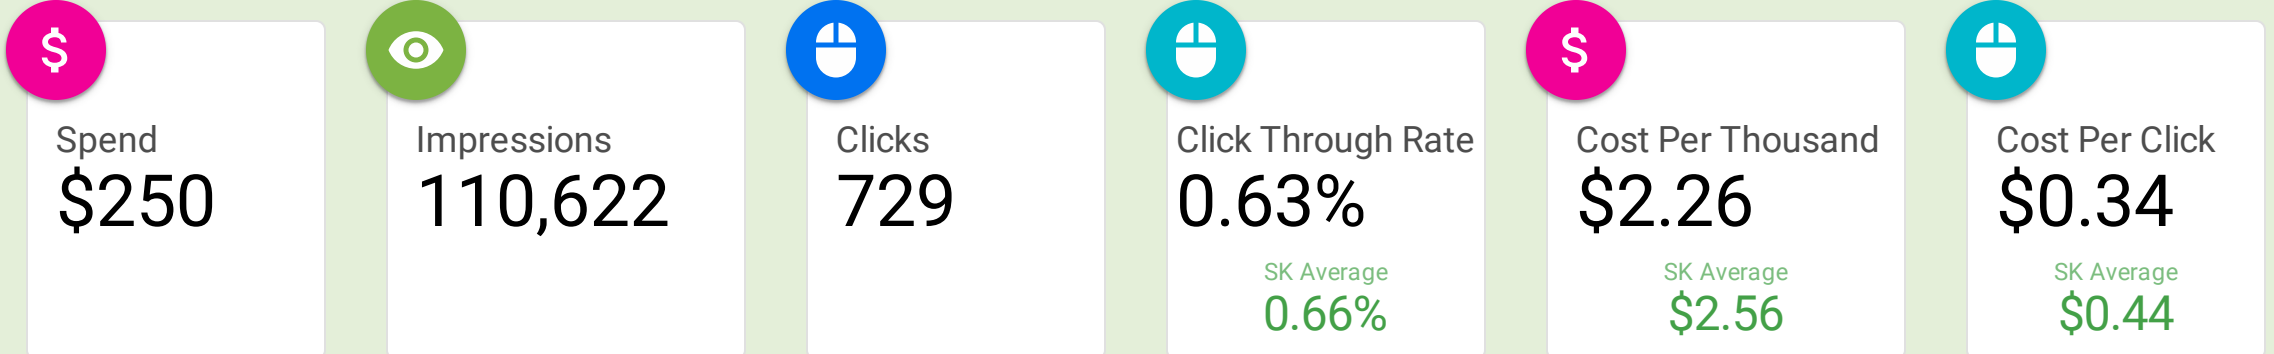 Spend
$250
Impressions
110,622
Clicks
729
Click Through Rate
0.63%
SK Average
0.66%
Cost Per Thousand
$2.26
SK Average
$2.56
Cost Per Click
$0.34
SK Average
$0.44